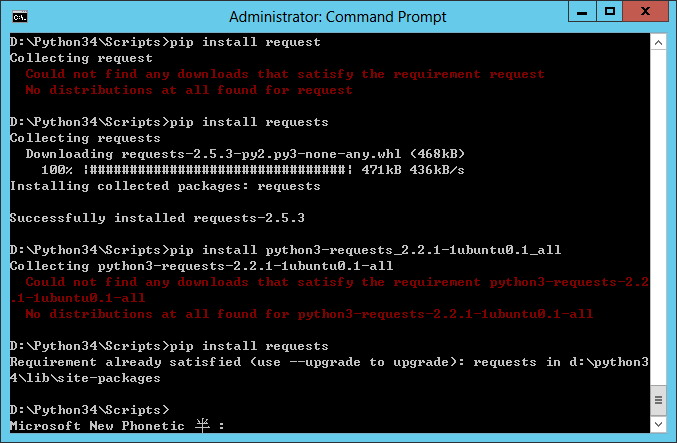 Administrator: Command Prompt
D:\Python34\Scripts>pip install request
Collecting request
Could not find any downloads that satisfy the requirement request
No distributions at all found for request
D:\Python34\Scripts>pip install requests
Collecting requests
Downloading requests-2.5.3-py2.py3-none-any.whl (468kB)
100% |################################| 471kB 436kB/s
Installing collected packages: requests
Successfully installed requests-2.5.3
D:\Python34\Scripts>pip install python3-requests_2.2.1-1ubuntu0.1_all
Collecting python3-requests-2.2.1-1ubuntu0.1-all
Could not find any downloads that satisfy the requirement python3-requests-2.2
.1-1ubuntu0.1-all
No distributions at all found for python3-requests-2.2.1-1ubuntu0.1-all
D:\Python34\Scripts>pip install requests
Requirement already satisfied (use --upgrade to upgrade): requests in d:\python3
4\lib\site-packages
D:\Python34\Scripts>
Microsoft New Phonetic 半 :